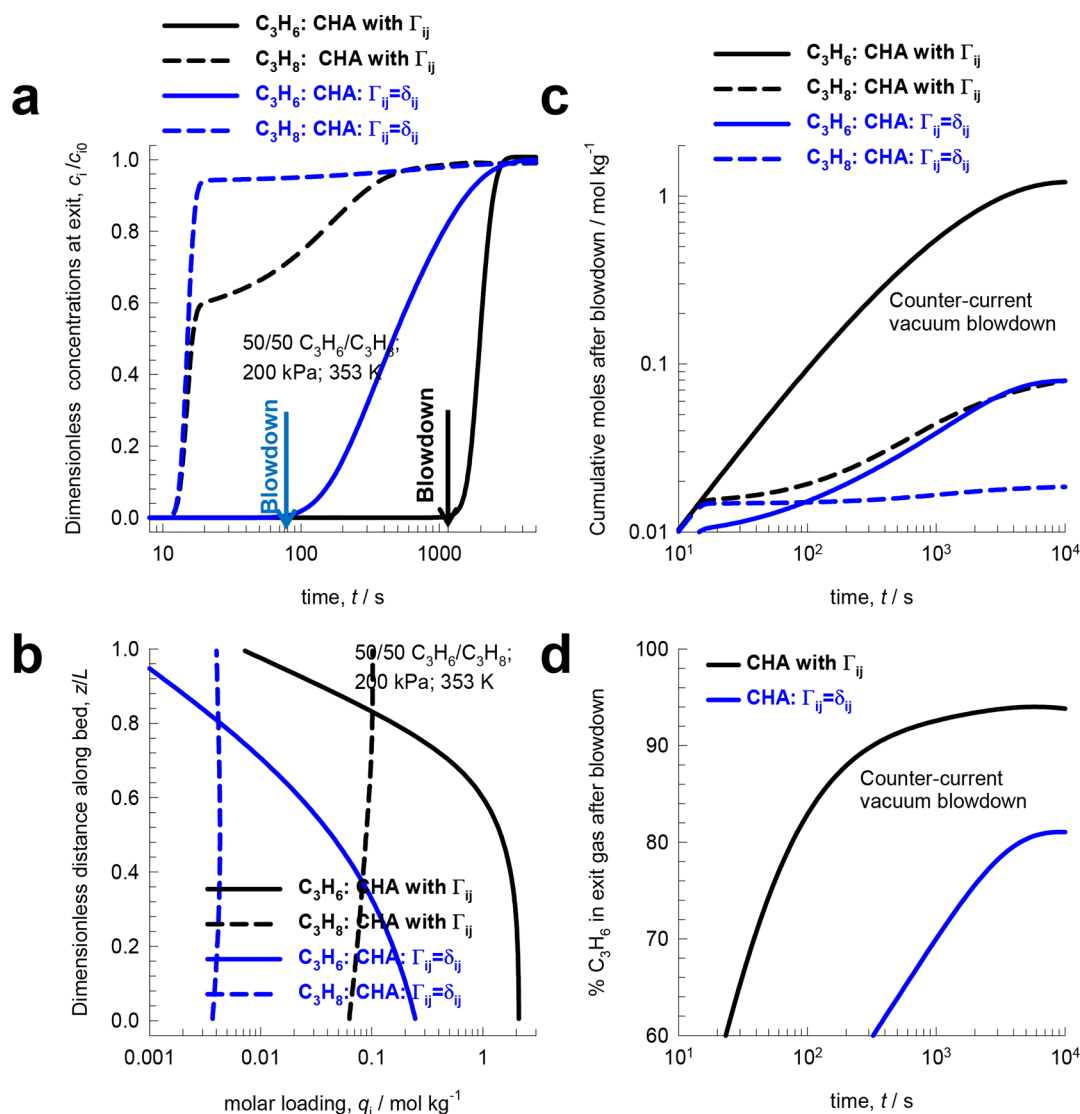 a
C₃H₆: CHA with Γij
C₃H₈: CHA with Γij
C₃H₆: CHA: Γij=δij
C₃H₈: CHA: Γij=δij
Dimensionless concentrations at exit, ci/ci0
1.0
0.8
0.6
0.4
0.2
0.0
50/50 C₃H₆/C₃H₈;
200 kPa; 353 K
Blowdown
Blowdown
10
100
1000
time, t / s
c
C₃H₆: CHA with Γij
C₃H₈: CHA with Γij
C₃H₆: CHA: Γij=δij
C₃H₈: CHA: Γij=δij
Cumulative moles after blowdown / mol kg⁻¹
1
0.1
0.01
Counter-current
vacuum blowdown
10¹
10²
10³
10⁴
time, t / s
b
Dimensionless distance along bed, z/L
1.0
0.8
0.6
0.4
0.2
0.0
50/50 C₃H₆/C₃H₈;
200 kPa; 353 K
C₃H₆: CHA with Γij
C₃H₈: CHA with Γij
C₃H₆: CHA: Γij=δij
C₃H₈: CHA: Γij=δij
0.001
0.01
0.1
1
molar loading, qi / mol kg⁻¹
d
CHA with Γij
CHA: Γij=δij
% C₃H₆ in exit gas after blowdown
100
90
80
70
60
Counter-current
vacuum blowdown
10¹
10²
10³
10⁴
time, t / s